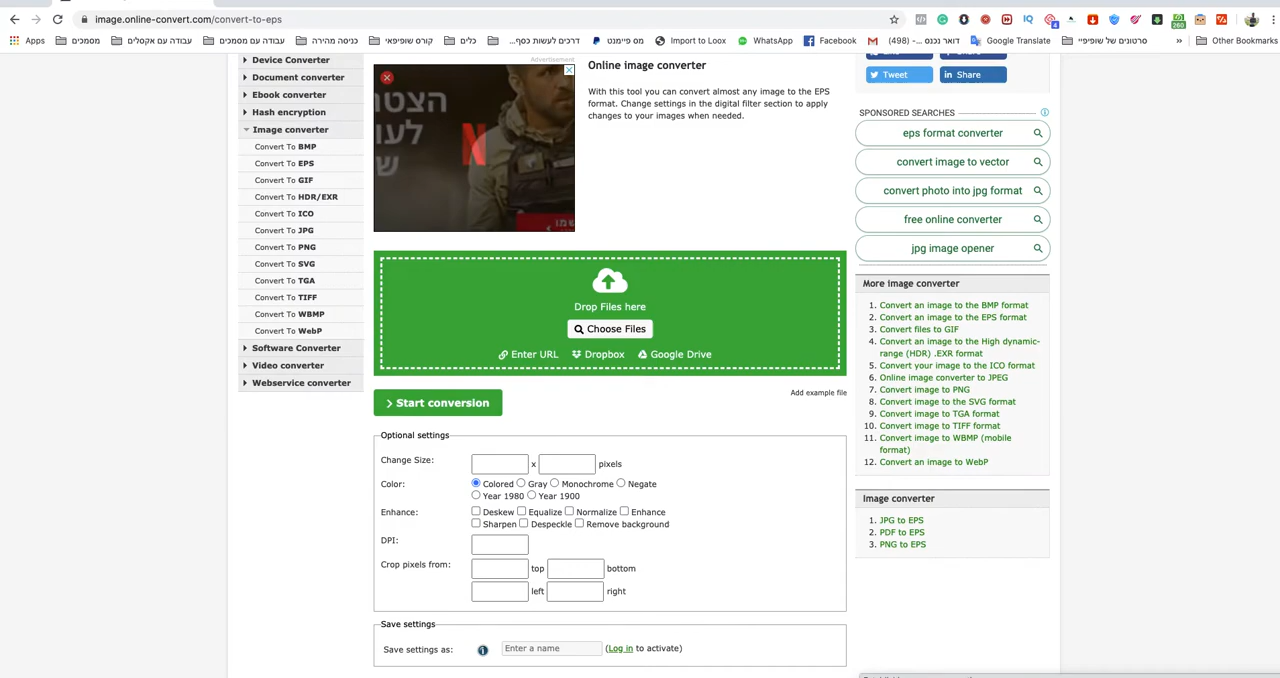 image.online-convert.com/convert-to-eps
IQ
4
260
Apps
מסמכים
עבודה עם אקסלים
עבודה עם ספקים
גיסה מהירה
קורס שופיפאי
כלים
דרכים לעשות כסף...
מס פיימנט
Import to Loox
WhatsApp
Facebook
דואר נכנס - (498)...
Google Translate
סרטונים של שופיפיי
»
Other Bookmarks
Device Converter
Document converter
Ebook converter
Hash encryption
Image converter
Convert To BMP
Convert To EPS
Convert To GIF
Convert To HDR/EXR
Convert To ICO
Convert To JPG
Convert To PNG
Convert To SVG
Convert To TGA
Convert To TIFF
Convert To WBMP
Convert To WebP
Software Converter
Video converter
Webservice converter
Advertisement
הצטר
לעו
ש
N
Online image converter
With this tool you can convert almost any image to the EPS
format. Change settings in the digital filter section to apply
changes to your images when needed.
Drop Files here
Choose Files
Enter URL
Dropbox
Google Drive
Start conversion
Add example file
Optional settings
Change Size:
x
pixels
Color:
Colored
Gray
Monochrome
Negate
Year 1980
Year 1900
Enhance:
Deskew
Equalize
Normalize
Enhance
Sharpen
Despeckle
Remove background
DPI:
Crop pixels from:
top
bottom
left
right
Save settings
Save settings as:
Enter a name
(Log in to activate)
Tweet
Share
SPONSORED SEARCHES
eps format converter
convert image to vector
convert photo into jpg format
free online converter
jpg image opener
More image converter
1. Convert an image to the BMP format
2. Convert an image to the EPS format
3. Convert files to GIF
4. Convert an image to the High dynamic-
range (HDR) .EXR format
5. Convert your image to the ICO format
6. Online image converter to JPEG
7. Convert image to PNG
8. Convert image to the SVG format
9. Convert image to TGA format
10. Convert image to TIFF format
11. Convert image to WBMP (mobile
format)
12. Convert an image to WebP
Image converter
1. JPG to EPS
2. PDF to EPS
3. PNG to EPS